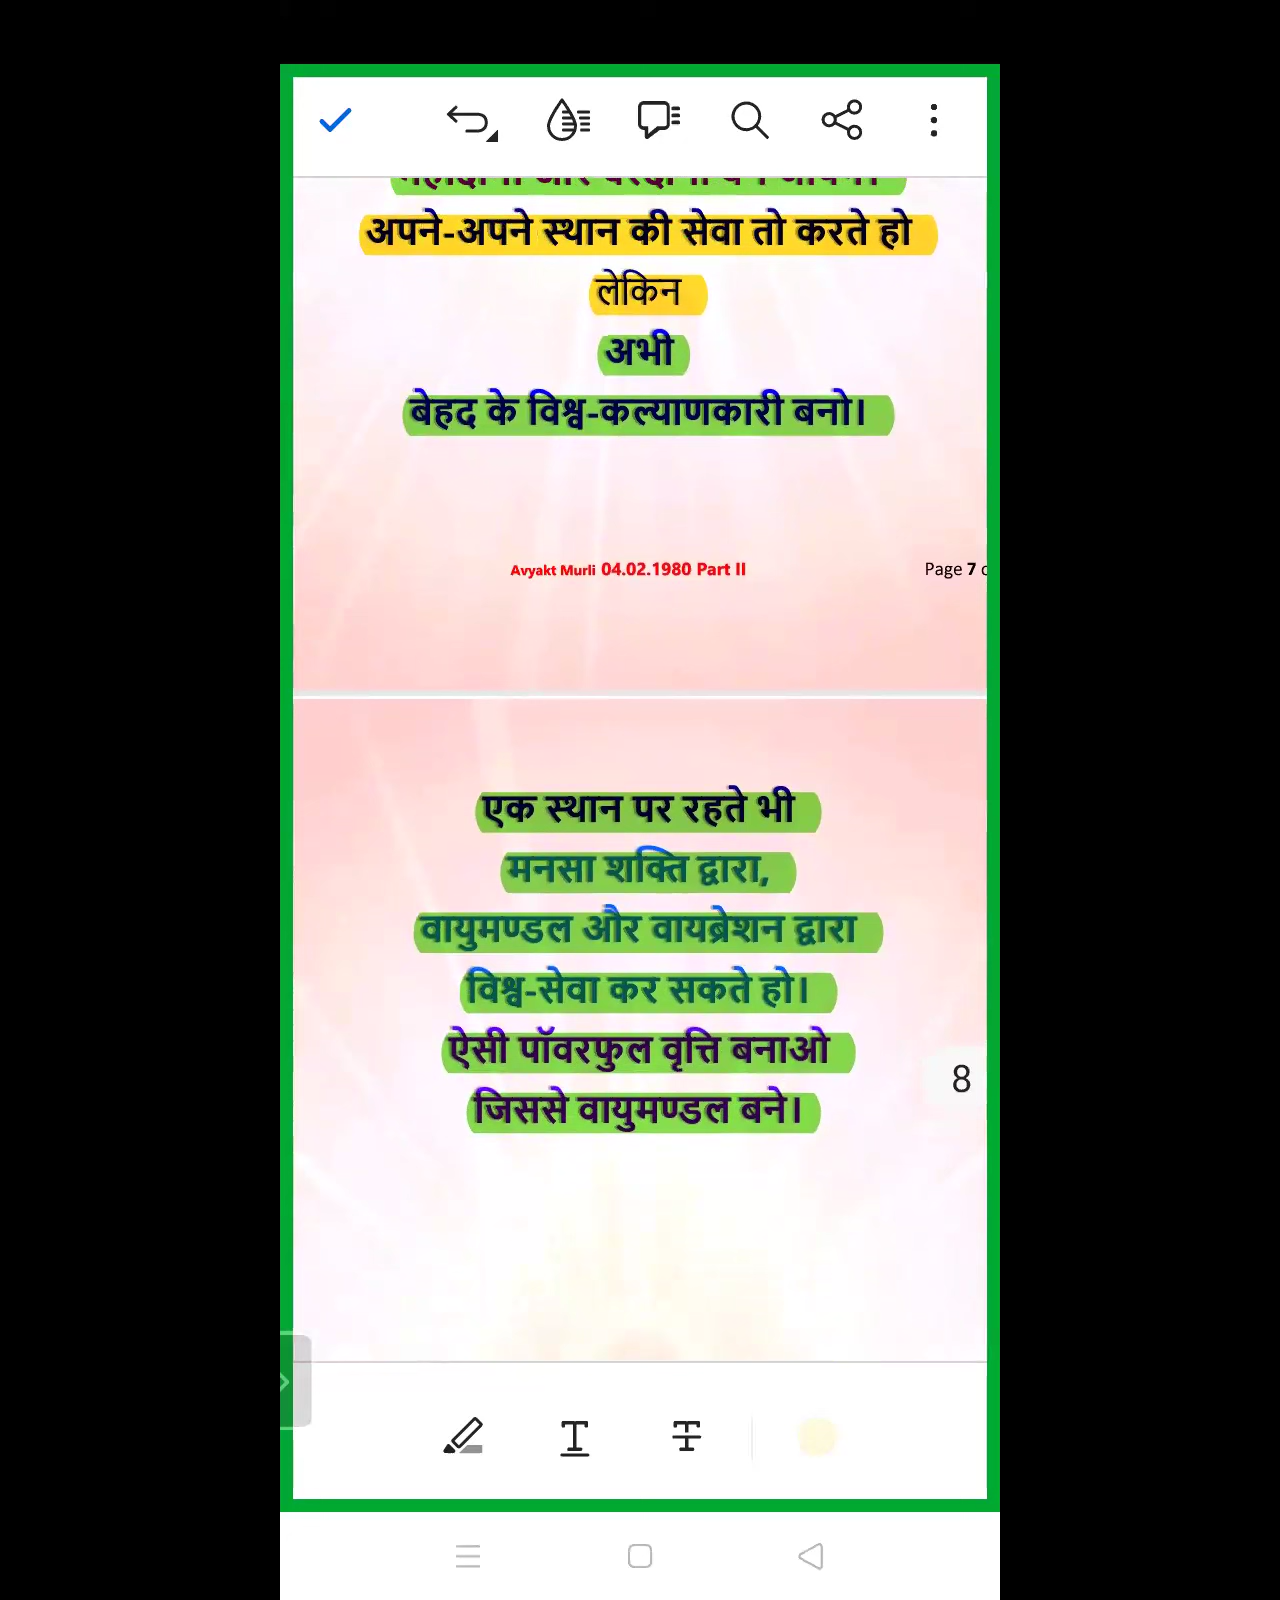 अपने-अपने स्थान की सेवा तो करते हो
लेकिन
अभी
बेहद के विश्व-कल्याणकारी बनो।
Avyakt Murli 04.02.1980 Part II
Page 7
एक स्थान पर रहते भी
मनसा शक्ति द्वारा,
वायुमण्डल और वायब्रेशन द्वारा
विश्व-सेवा कर सकते हो।
ऐसी पॉवरफुल वृत्ति बनाओ
8
जिससे वायुमण्डल बने।